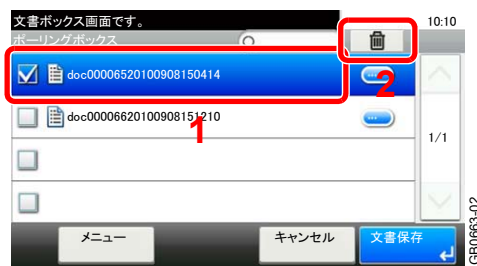 文書ボックス画面です。 10:10
ポーリングボックス
doc00006520100908150414
2
doc00006620100908151210
1
1/1
メニュー キャンセル 文書保存
GB0663-02